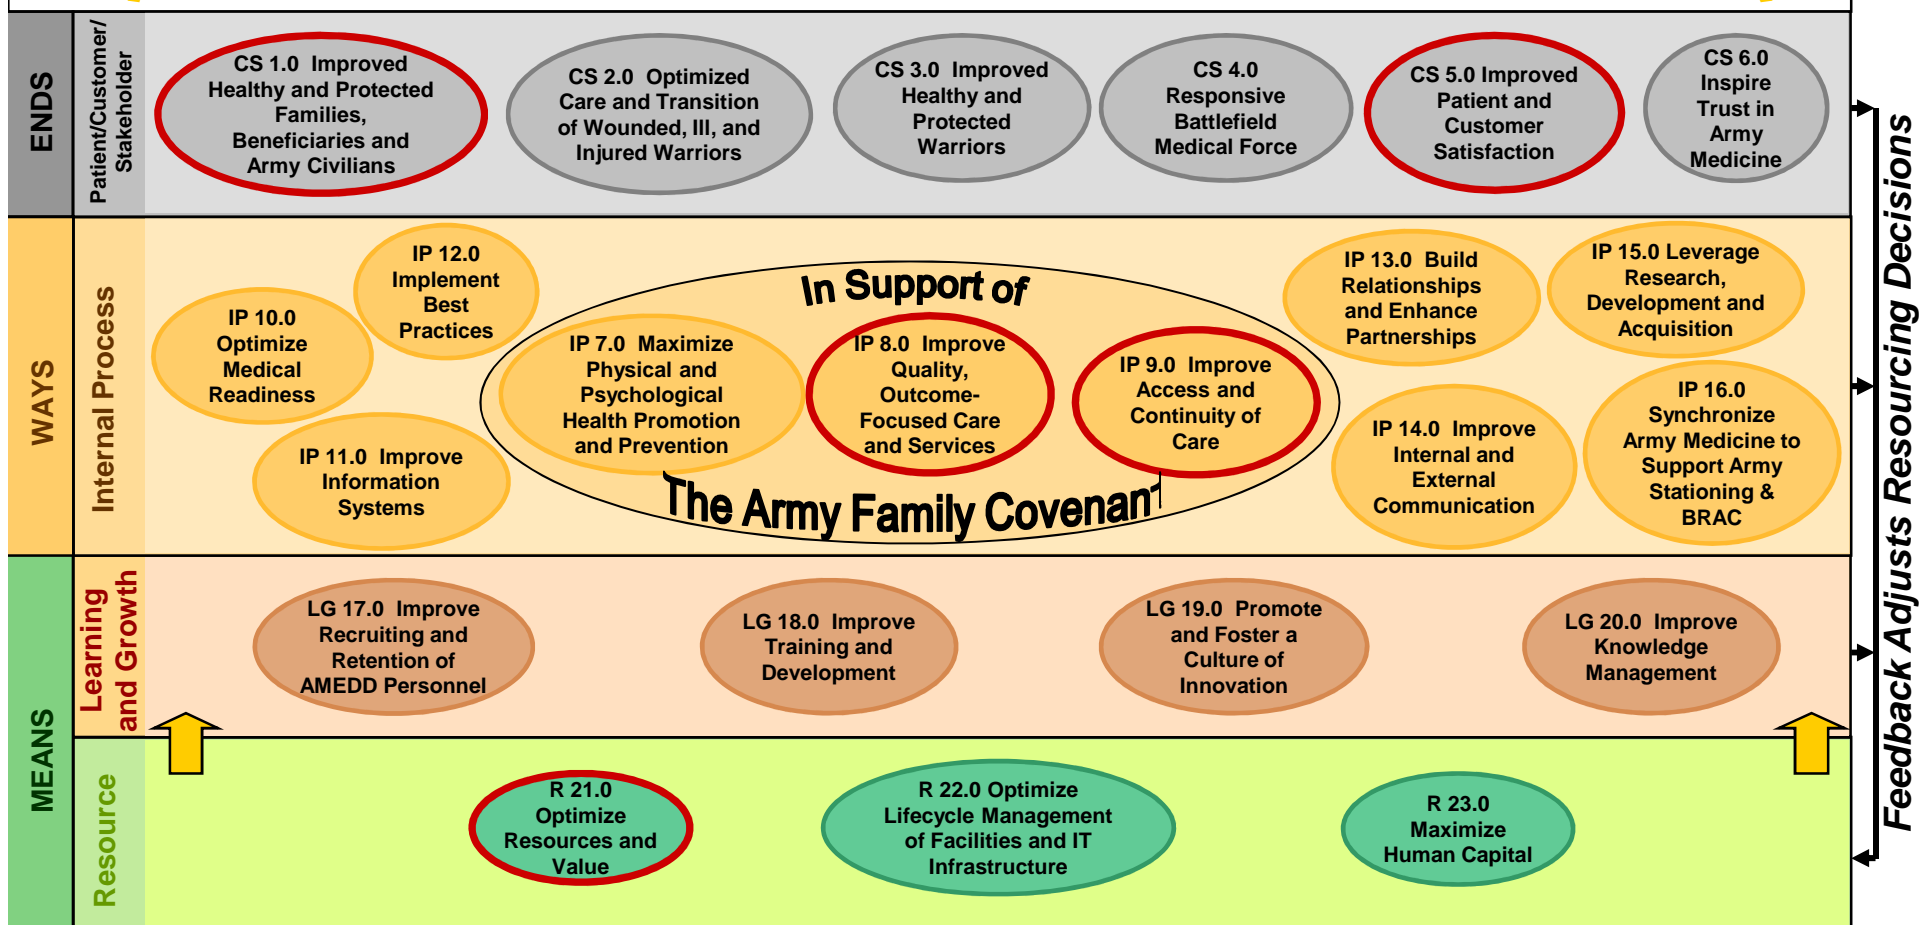 ENDS
Patient/Customer/
Stakeholder
CS 1.0 Improved
Healthy and Protected
Families,
Beneficiaries and
Army Civilians
CS 2.0 Optimized
Care and Transition
of Wounded, Ill, and
Injured Warriors
CS 3.0 Improved
Healthy and
Protected
Warriors
CS 4.0
Responsive
Battlefield
Medical Force
CS 5.0 Improved
Patient and
Customer
Satisfaction
CS 6.0
Inspire
Trust in
Army
Medicine
WAYS
Internal Process
IP 10.0
Optimize
Medical
Readiness
IP 12.0
Implement
Best
Practices
IP 11.0 Improve
Information
Systems
In Support of
IP 7.0 Maximize
Physical and
Psychological
Health Promotion
and Prevention
IP 8.0 Improve
Quality,
Outcome-
Focused Care
and Services
IP 9.0 Improve
Access and
Continuity of
Care
The Army Family Covenant
IP 13.0 Build
Relationships
and Enhance
Partnerships
IP 15.0 Leverage
Research,
Development and
Acquisition
IP 14.0 Improve
Internal and
External
Communication
IP 16.0
Synchronize
Army Medicine to
Support Army
Stationing &
BRAC
MEANS
Learning
and Growth
LG 17.0 Improve
Recruiting and
Retention of
AMEDD Personnel
LG 18.0 Improve
Training and
Development
LG 19.0 Promote
and Foster a
Culture of
Innovation
LG 20.0 Improve
Knowledge
Management
Resource
R 21.0
Optimize
Resources and
Value
R 22.0 Optimize
Lifecycle Management
of Facilities and IT
Infrastructure
R 23.0
Maximize
Human Capital
Feedback Adjusts Resourcing Decisions